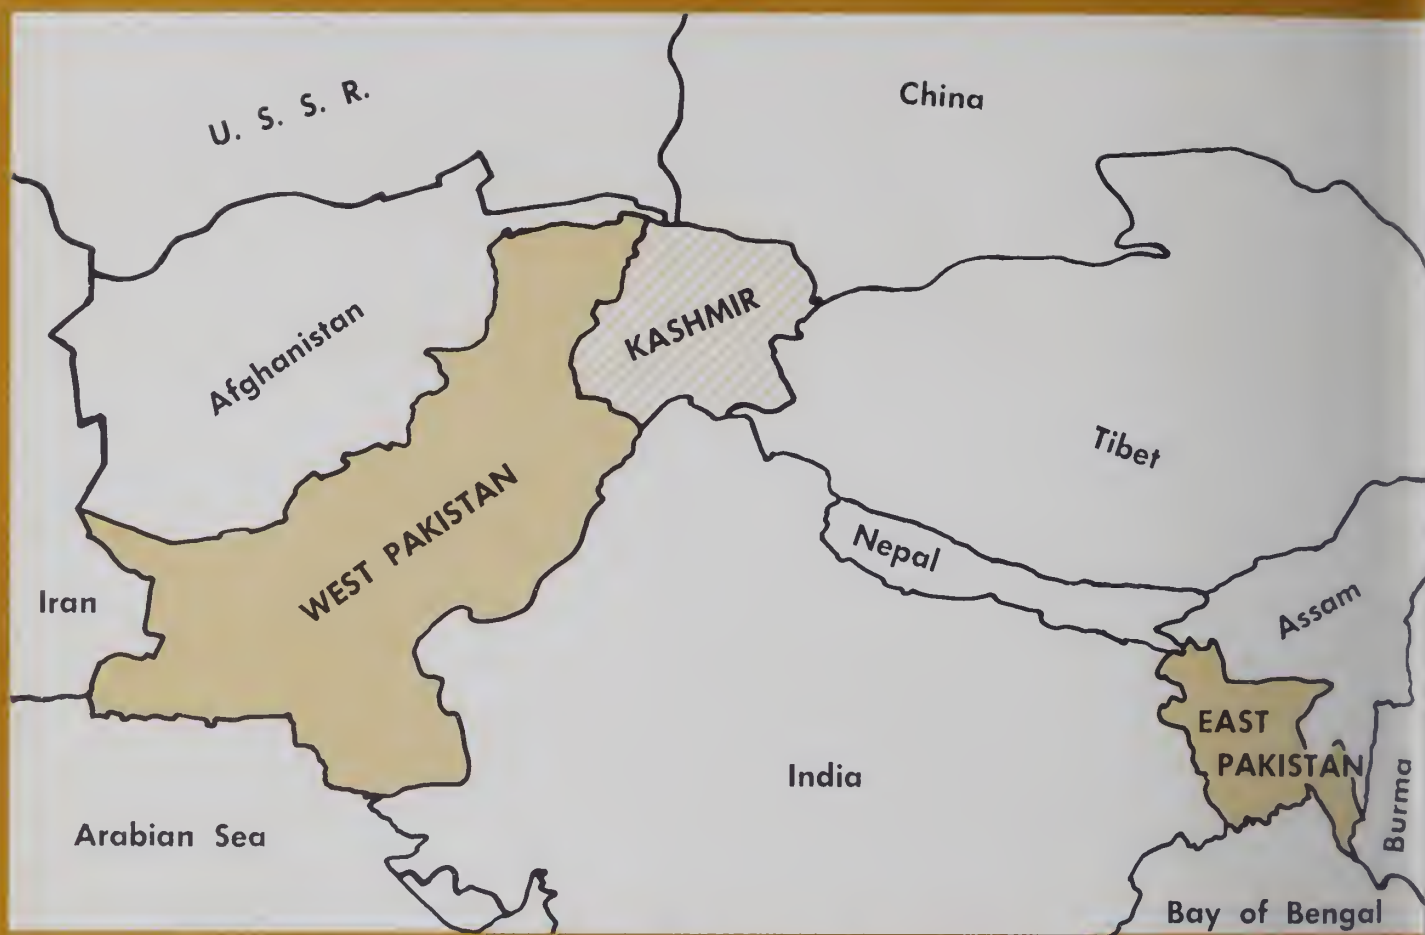 U. S. S. R.
China
Afghanistan
KASHMIR
Tibet
WEST PAKISTAN
Nepal
Iran
Assam
EAST
PAKISTAN
India
Burma
Arabian Sea
Bay of Bengal